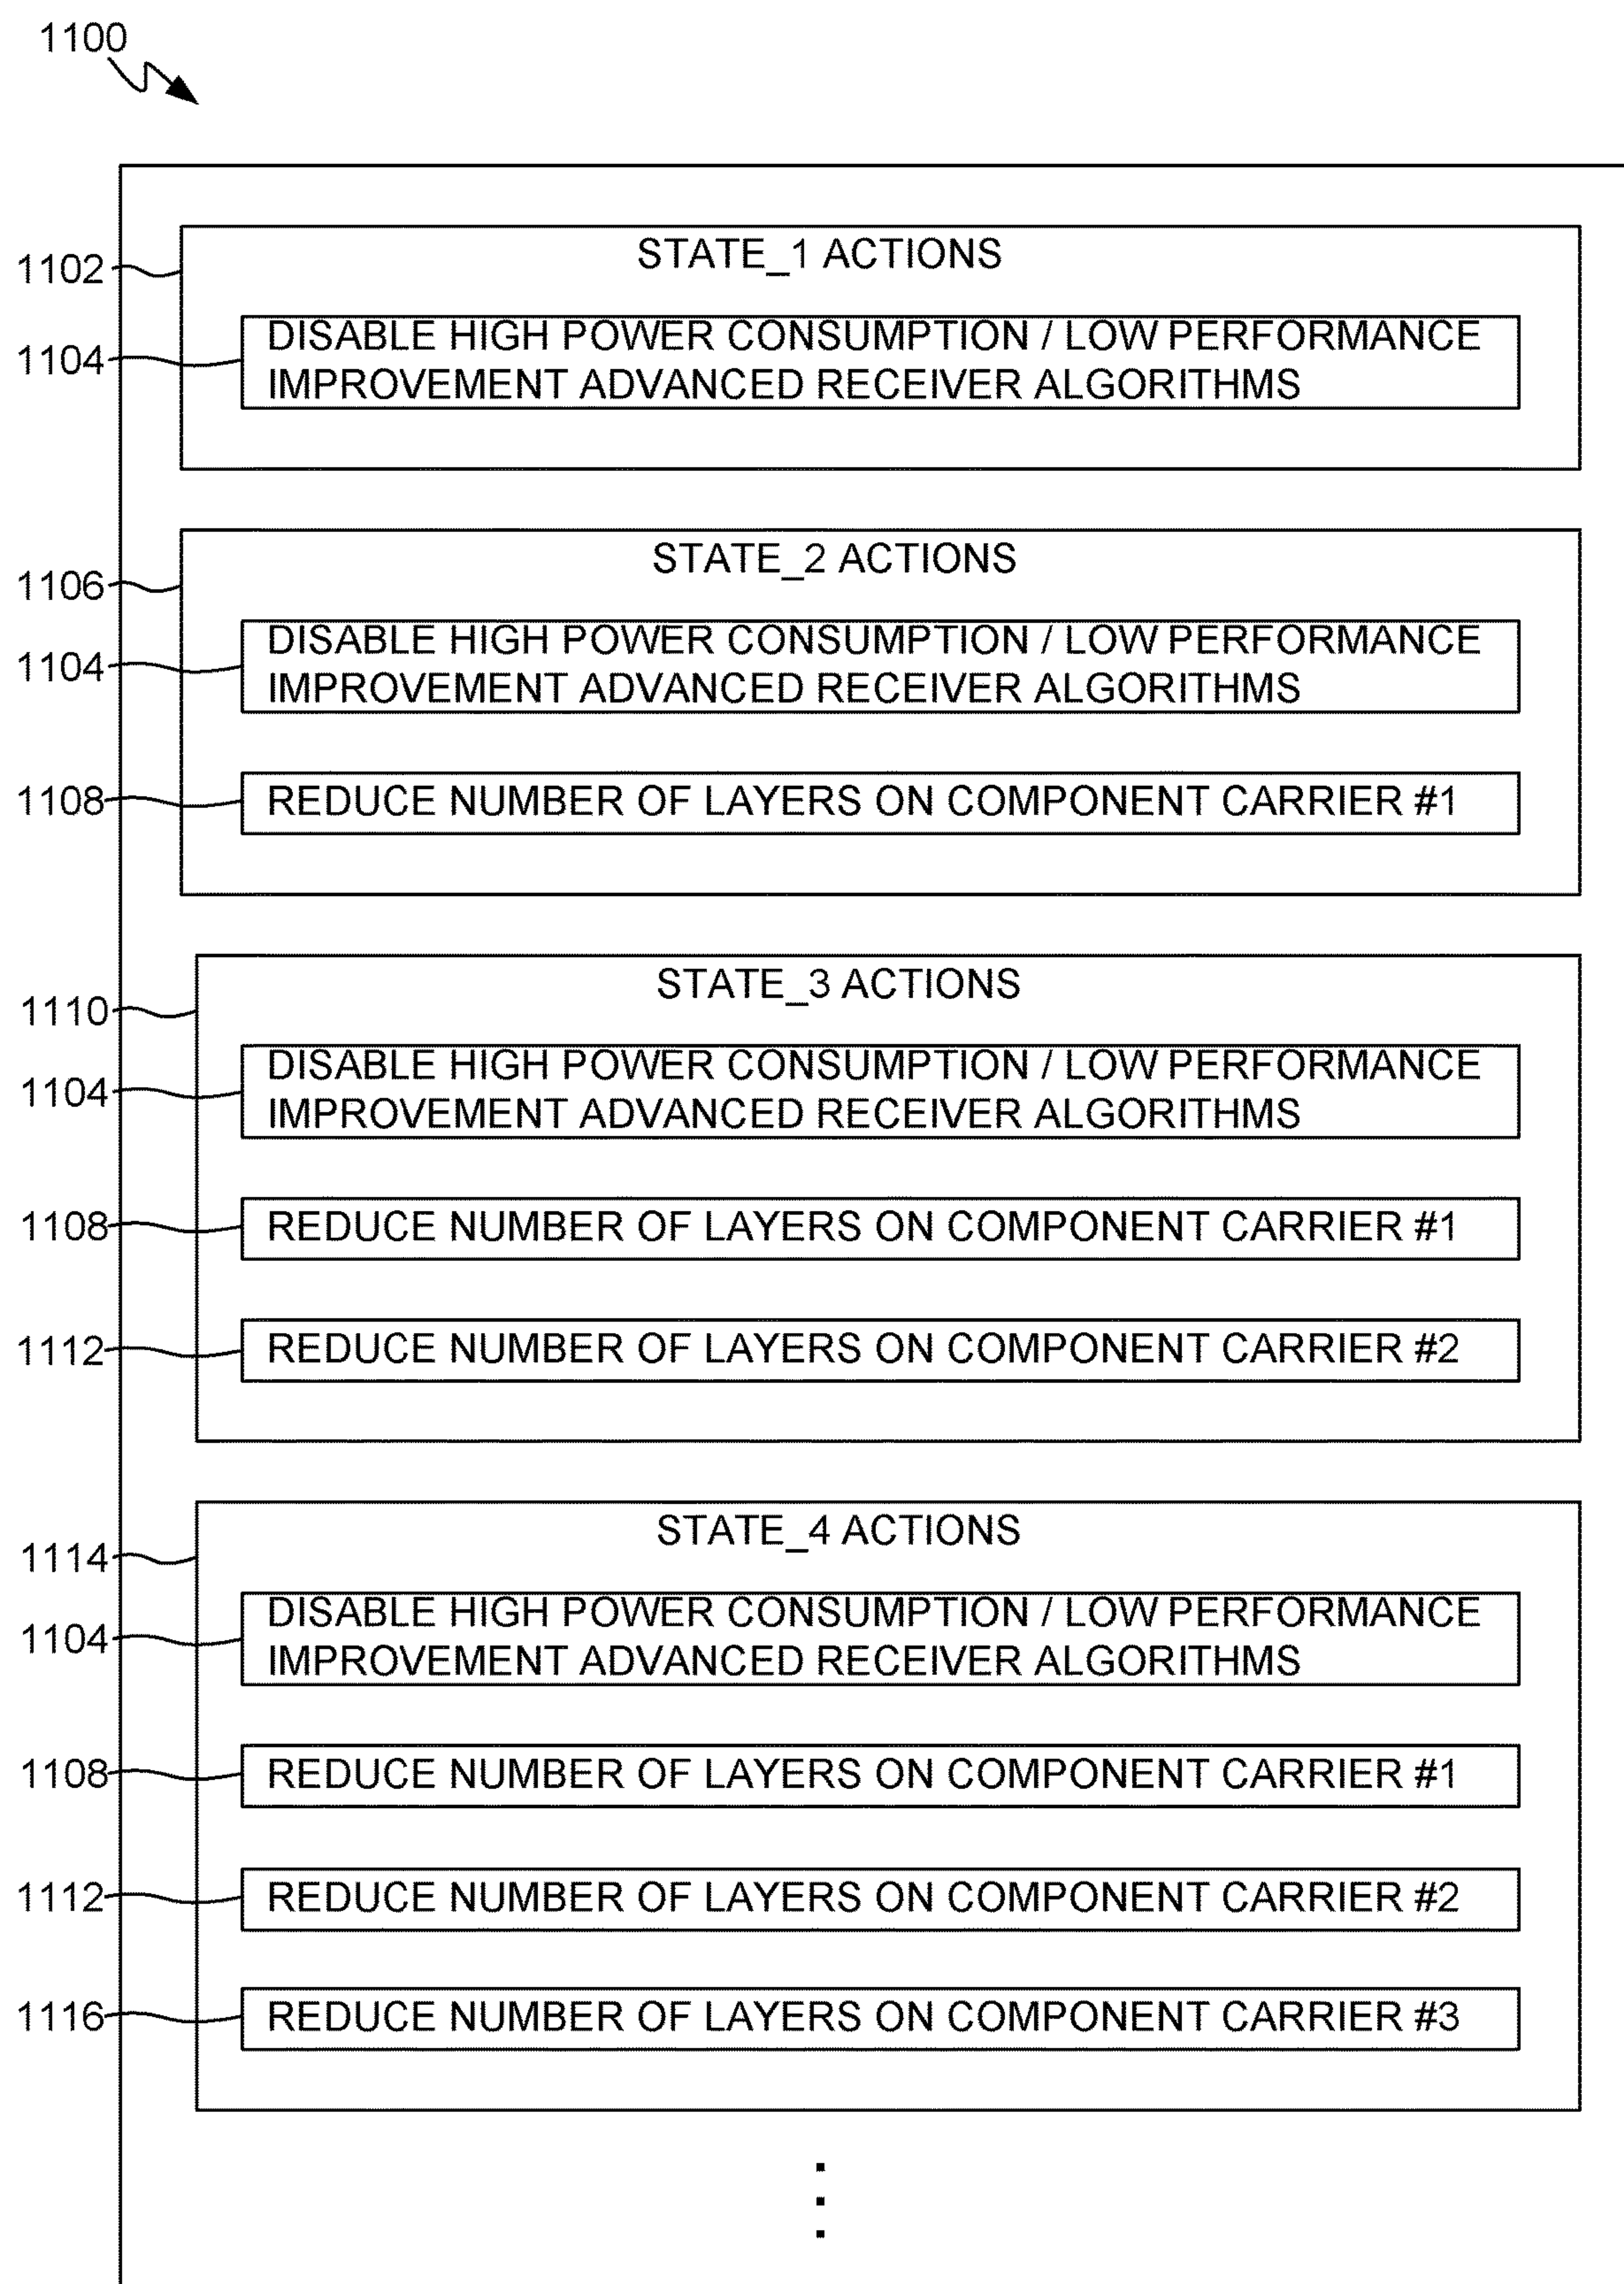 1100
STATE_1 ACTIONS
1102
DISABLE HIGH POWER CONSUMPTION / LOW PERFORMANCE
1104
IMPROVEMENT ADVANCED RECEIVER ALGORITHMS
STATE_2 ACTIONS
1106
DISABLE HIGH POWER CONSUMPTION / LOW PERFORMANCE
1104
IMPROVEMENT ADVANCED RECEIVER ALGORITHMS
1108 REDUCE NUMBER OF LAYERS ON COMPONENT CARRIER #1
STATE_3 ACTIONS
1110
DISABLE HIGH POWER CONSUMPTION / LOW PERFORMANCE
1104
IMPROVEMENT ADVANCED RECEIVER ALGORITHMS
1108 REDUCE NUMBER OF LAYERS ON COMPONENT CARRIER #1
1112 REDUCE NUMBER OF LAYERS ON COMPONENT CARRIER #2
STATE_4 ACTIONS
1114
DISABLE HIGH POWER CONSUMPTION / LOW PERFORMANCE
1104
IMPROVEMENT ADVANCED RECEIVER ALGORITHMS
1108 REDUCE NUMBER OF LAYERS ON COMPONENT CARRIER #1
1112 REDUCE NUMBER OF LAYERS ON COMPONENT CARRIER #2
1116 REDUCE NUMBER OF LAYERS ON COMPONENT CARRIER #3